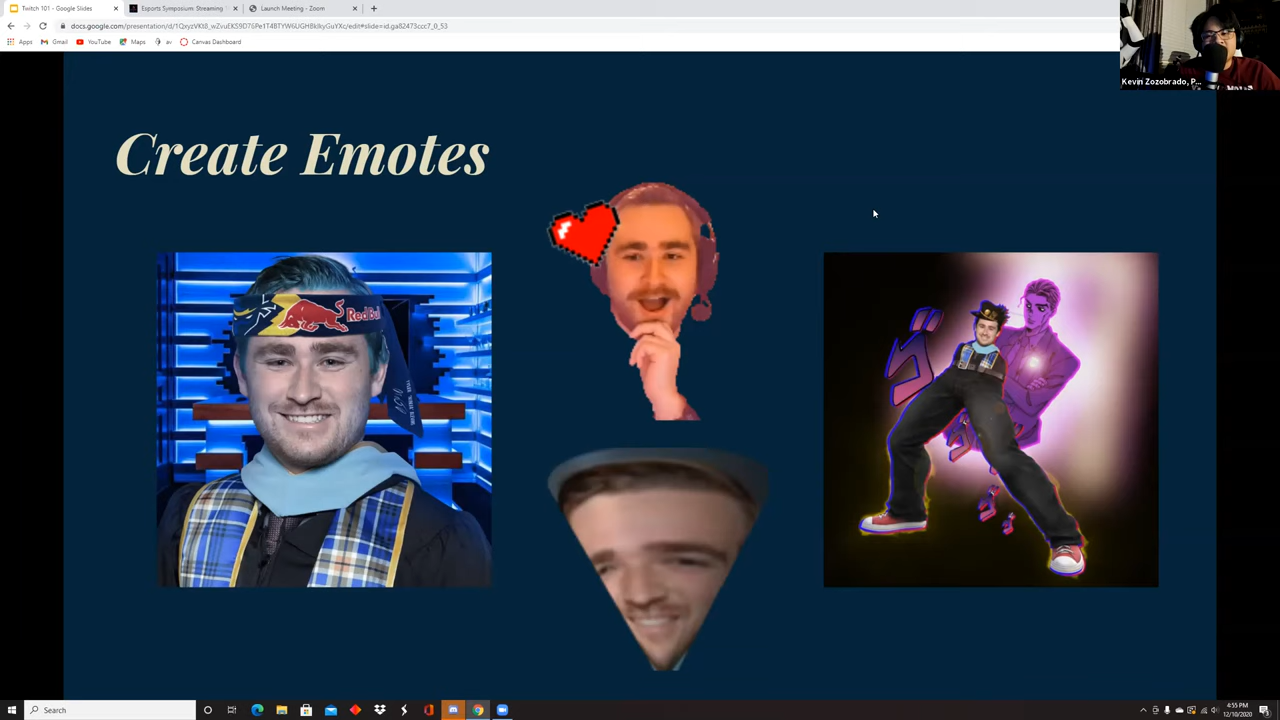 Twitch 101 - Google Slides
Esports Symposium Streaming
Launch Meeting - Zoom
Apps
Gmail
YouTube
Maps
av
Canvas Dashboard
Kevin Zozobrado, P...
Create Emotes
Red Bull
Search
4:55 PM
12/10/2020